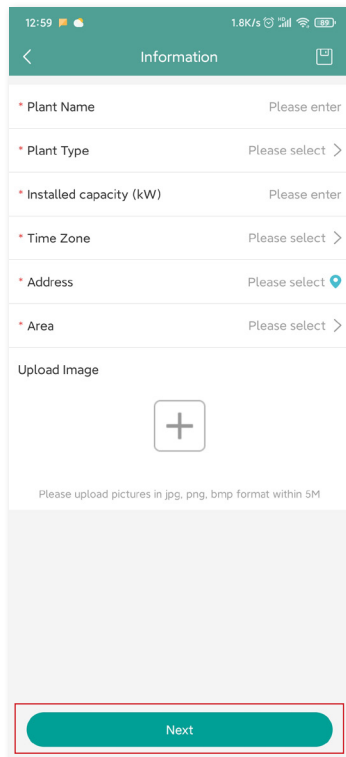 12:59 1.8K/s 89
Information
* Plant Name Please enter
* Plant Type Please select
* Installed capacity (kW) Please enter
* Time Zone Please select
* Address Please select
* Area Please select
Upload Image
Please upload pictures in jpg, png, bmp format within 5M
Next